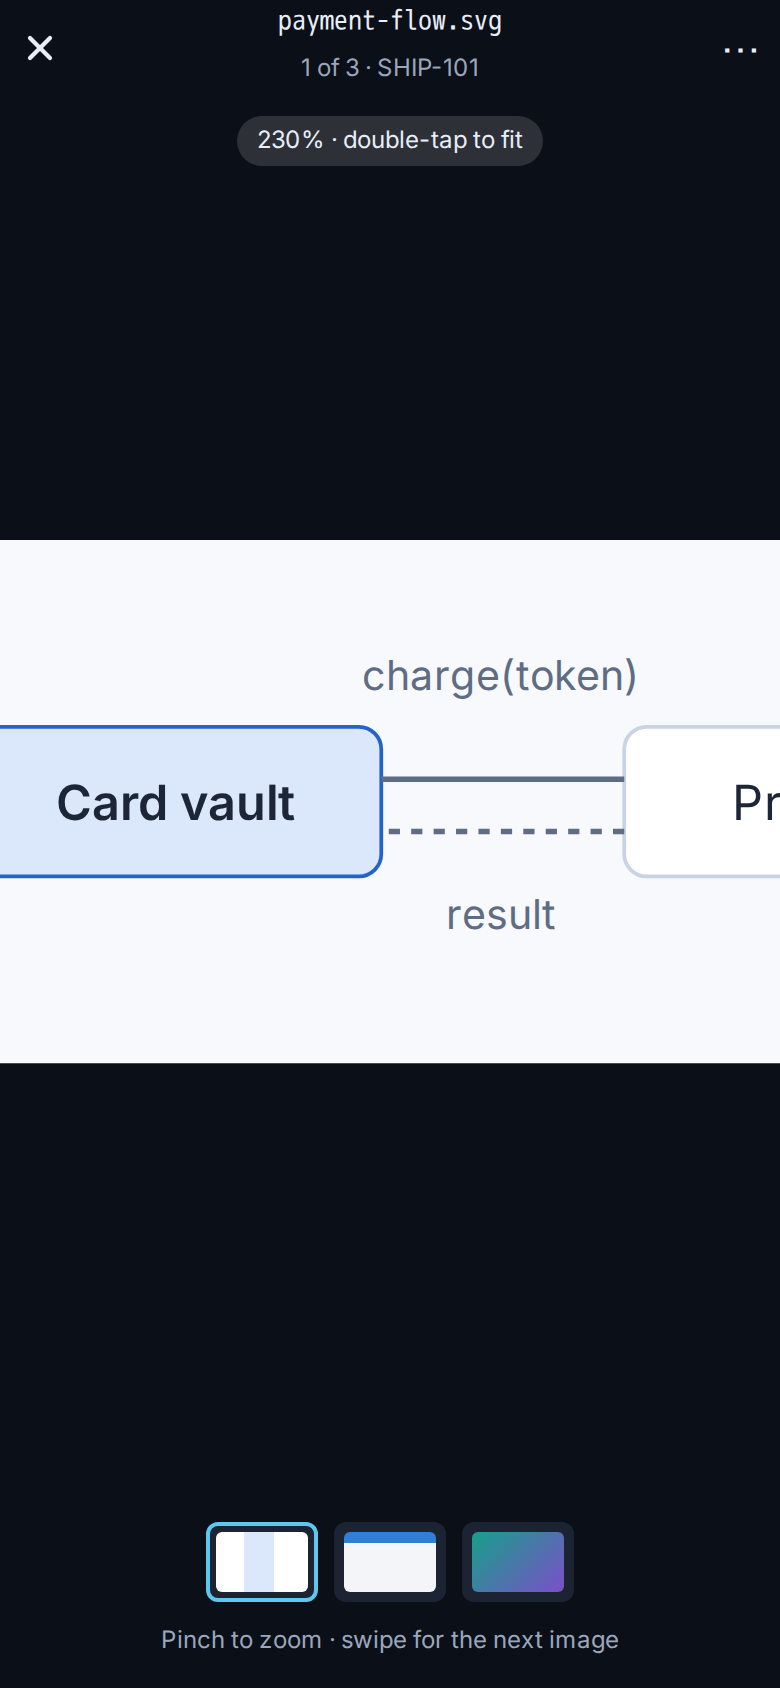 payment-flow.svg
1 of 3 · SHIP-101
230% · double-tap to fit
charge(token)
Card vault
Pr
result
Pinch to zoom · swipe for the next image